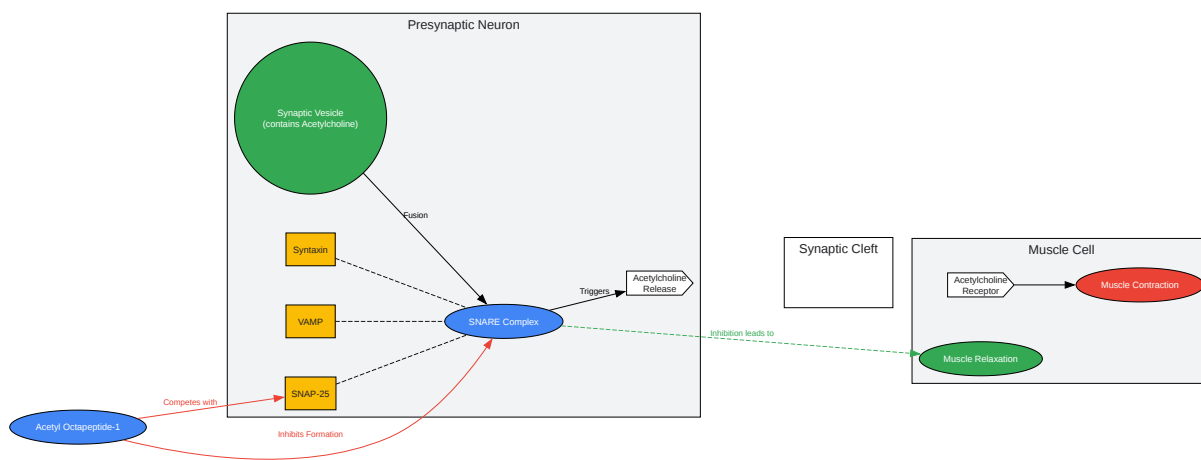 Presynaptic Neuron
Synaptic Vesicle
(contains Acetylcholine)
Fusion
Syntaxin
VAMP
SNAP-25
SNARE Complex
Triggers
Acetylcholine
Release
Synaptic Cleft
Muscle Cell
Acetylcholine
Receptor
Muscle Contraction
Inhibition leads to
Muscle Relaxation
Competes with
Acetyl Octapeptide-1
Inhibits Formation